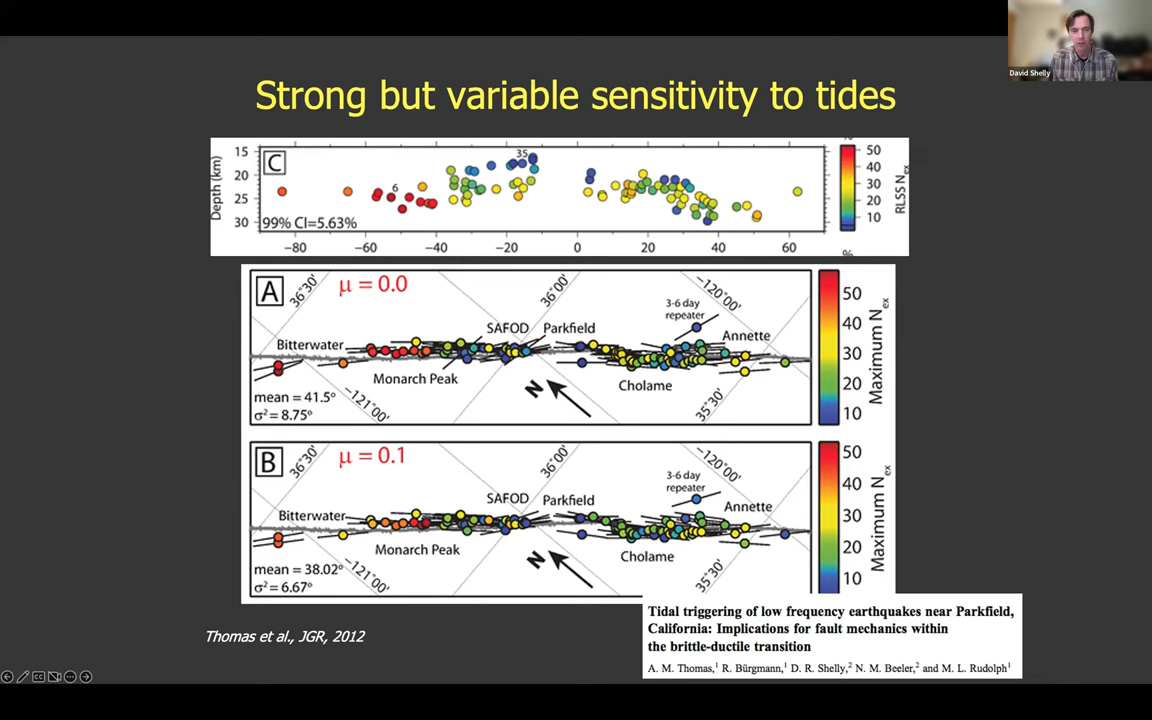 David Shelly
Strong but variable sensitivity to tides
C
Depth (km)
15
20
25
30
35
6
99% CI=5.63%
−80 −60 −40 −20 0 20 40 60
50
40
30
20
10
RLSS Nex
%
A
μ = 0.0
36°30'
36°00'
−120°00'
3-6 day
repeater
SAFOD Parkfield
Bitterwater
Annette
Monarch Peak
Cholame
N
−121°00'
35°30'
mean = 41.5°
σ² = 8.75°
50
40
30
20
10
Maximum Nex
B
μ = 0.1
36°30'
36°00'
−120°00'
3-6 day
repeater
SAFOD Parkfield
Bitterwater
Annette
Monarch Peak
Cholame
N
−121°00'
35°30'
mean = 38.02°
σ² = 6.67°
50
40
30
20
10
Maximum Nex
Thomas et al., JGR, 2012
Tidal triggering of low frequency earthquakes near Parkfield,
California: Implications for fault mechanics within
the brittle-ductile transition
A. M. Thomas,¹ R. Bürgmann,¹ D. R. Shelly,² N. M. Beeler,² and M. L. Rudolph¹